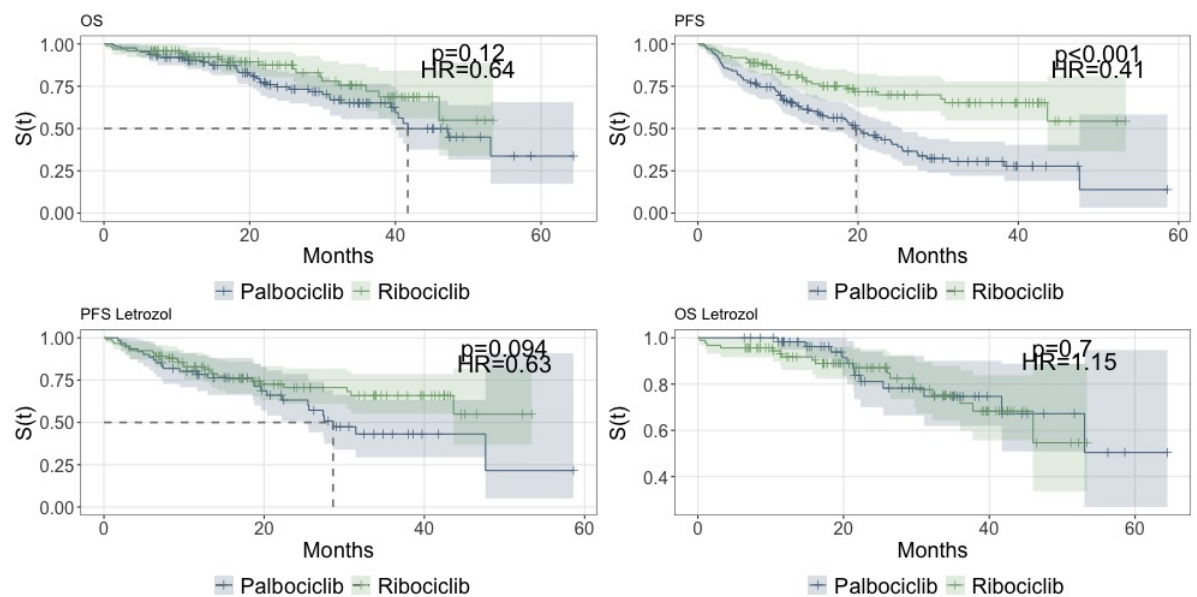 OS
p=0.12
HR=0.64
1.00
0.75
0.50
0.25
0.00
S(t)
0 20 40 60
Months
Palbociclib Ribociclib
PFS
p<0.001
HR=0.41
1.00
0.75
0.50
0.25
0.00
S(t)
0 20 40 60
Months
Palbociclib Ribociclib
PFS Letrozol
p=0.094
HR=0.63
1.00
0.75
0.50
0.25
0.00
S(t)
0 20 40 60
Months
Palbociclib Ribociclib
OS Letrozol
p=0.7
HR=1.15
1.0
0.8
0.6
0.4
S(t)
0 20 40 60
Months
Palbociclib Ribociclib